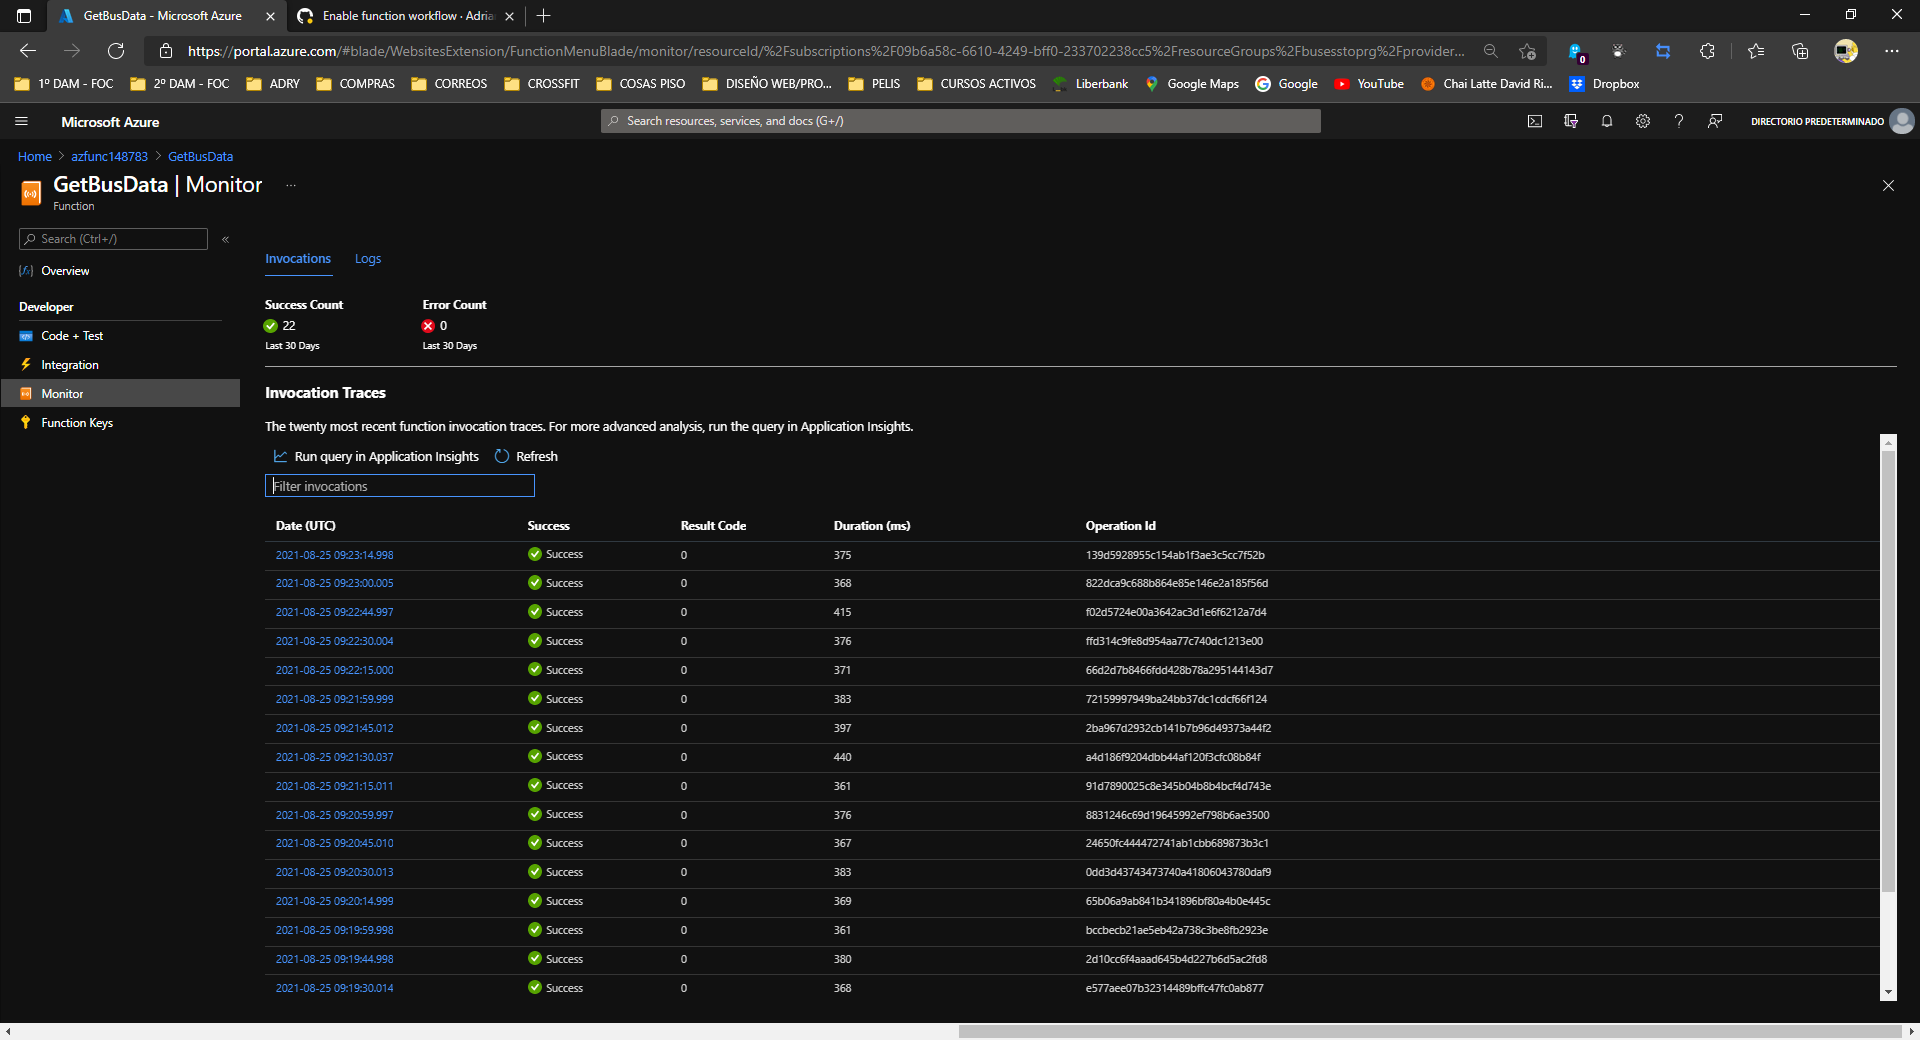 GetBusData - Microsoft Azure
Enable function workflow · Adria
https://portal.azure.com/#blade/WebsitesExtension/FunctionMenuBlade/monitor/resourceId/%2Fsubscriptions%2F09b6a58c-6610-4249-bff0-233702238cc5%2FresourceGroups%2Fbusesstoprg%2Fprovider...
0
1º DAM - FOC 2º DAM - FOC ADRY COMPRAS CORREOS CROSSFIT COSAS PISO DISEÑO WEB/PRO... PELIS CURSOS ACTIVOS Liberbank Google Maps Google YouTube Chai Latte David Ri... Dropbox
Microsoft Azure
Search resources, services, and docs (G+/)
DIRECTORIO PREDETERMINADO
Home > azfunc148783 > GetBusData
GetBusData | Monitor ...
Function
Search (Ctrl+/) «
Overview
Developer
Code + Test
Integration
Monitor
Function Keys
Invocations Logs
Success Count Error Count
22 0
Last 30 Days Last 30 Days
Invocation Traces
The twenty most recent function invocation traces. For more advanced analysis, run the query in Application Insights.
Run query in Application Insights Refresh
Filter invocations
Date (UTC) Success Result Code Duration (ms) Operation Id
2021-08-25 09:23:14.998 Success 0 375 139d5928955c154ab1f3ae3c5cc7f52b
2021-08-25 09:23:00.005 Success 0 368 822dca9c688b864e85e146e2a185f56d
2021-08-25 09:22:44.997 Success 0 415 f02d5724e00a3642ac3d1e6f6212a7d4
2021-08-25 09:22:30.004 Success 0 376 ffd314c9fe8d954aa77c740dc1213e00
2021-08-25 09:22:15.000 Success 0 371 66d2d7b8466fdd428b78a295144143d7
2021-08-25 09:21:59.999 Success 0 383 72159997949ba24bb37dc1cdcf66f124
2021-08-25 09:21:45.012 Success 0 397 2ba967d2932cb141b7b96d49373a44f2
2021-08-25 09:21:30.037 Success 0 440 a4d186f9204dbb44af120f3cfc08b84f
2021-08-25 09:21:15.011 Success 0 361 91d7890025c8e345b04b8b4bcf4d743e
2021-08-25 09:20:59.997 Success 0 376 8831246c69d19645992ef798b6ae3500
2021-08-25 09:20:45.010 Success 0 367 24650fc444472741ab1cbb689873b3c1
2021-08-25 09:20:30.013 Success 0 383 0dd3d43743473740a41806043780daf9
2021-08-25 09:20:14.999 Success 0 369 65b06a9ab841b341896bf80a4b0e445c
2021-08-25 09:19:59.998 Success 0 361 bccbecb21ae5eb42a738c3be8fb2923e
2021-08-25 09:19:44.998 Success 0 380 2d10cc6f4aaad645b4d227b6d5ac2fd8
2021-08-25 09:19:30.014 Success 0 368 e577aee07b32314489bffc47fc0ab877